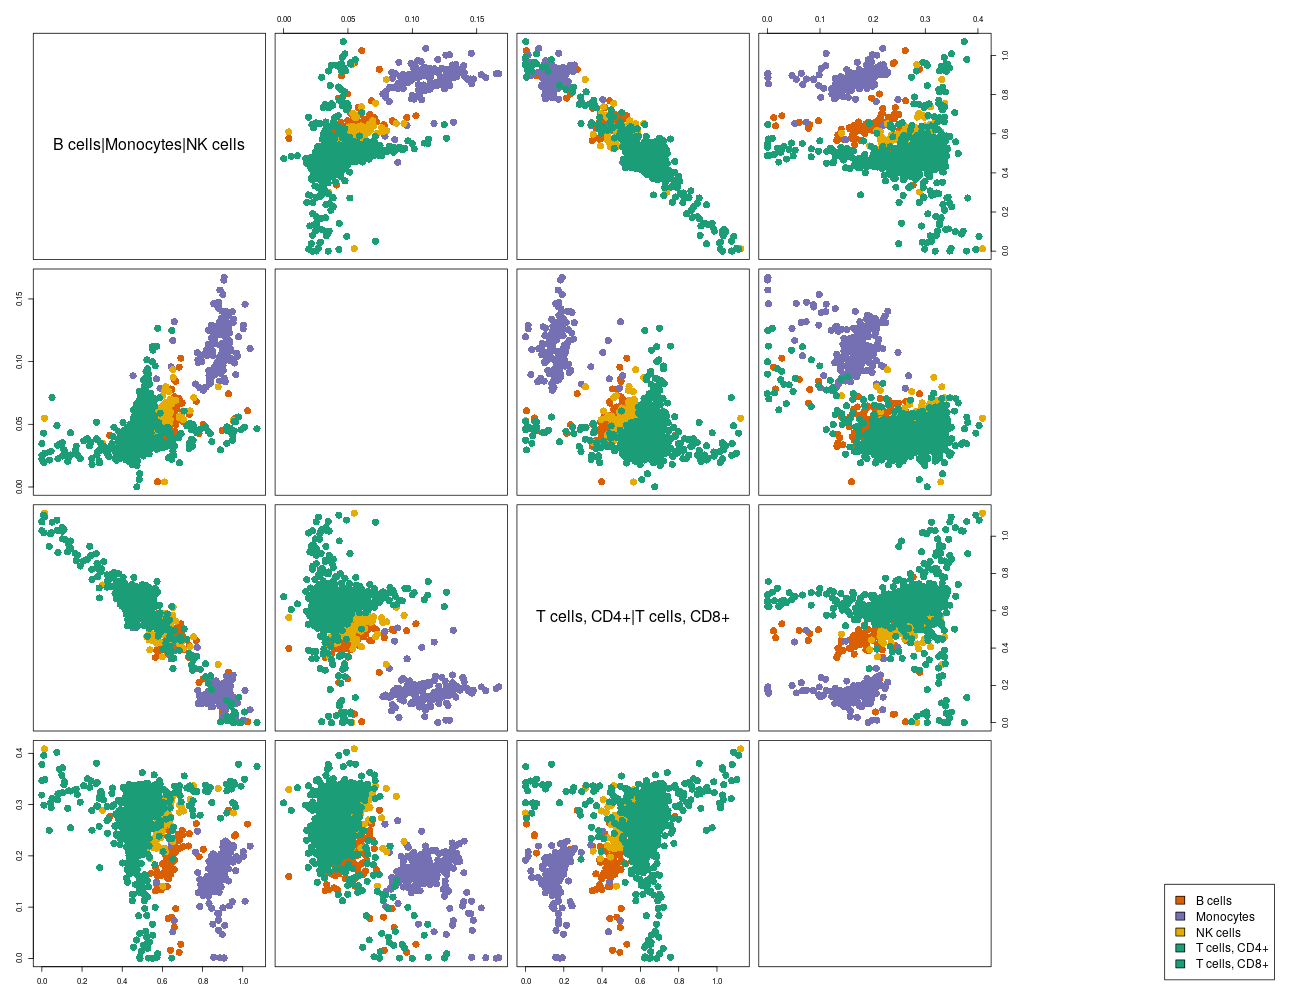 0.00 0.05 0.10 0.15 0.0 0.1 0.2 0.3 0.4
B cells|Monocytes|NK cells
0.0 0.2 0.4 0.6 0.8 1.0
0.00 0.05 0.10 0.15
T cells, CD4+|T cells, CD8+
0.0 0.2 0.4 0.6 0.8 1.0
0.0 0.1 0.2 0.3 0.4
0.0 0.2 0.4 0.6 0.8 1.0 0.0 0.2 0.4 0.6 0.8 1.0
B cells
Monocytes
NK cells
T cells, CD4+
T cells, CD8+